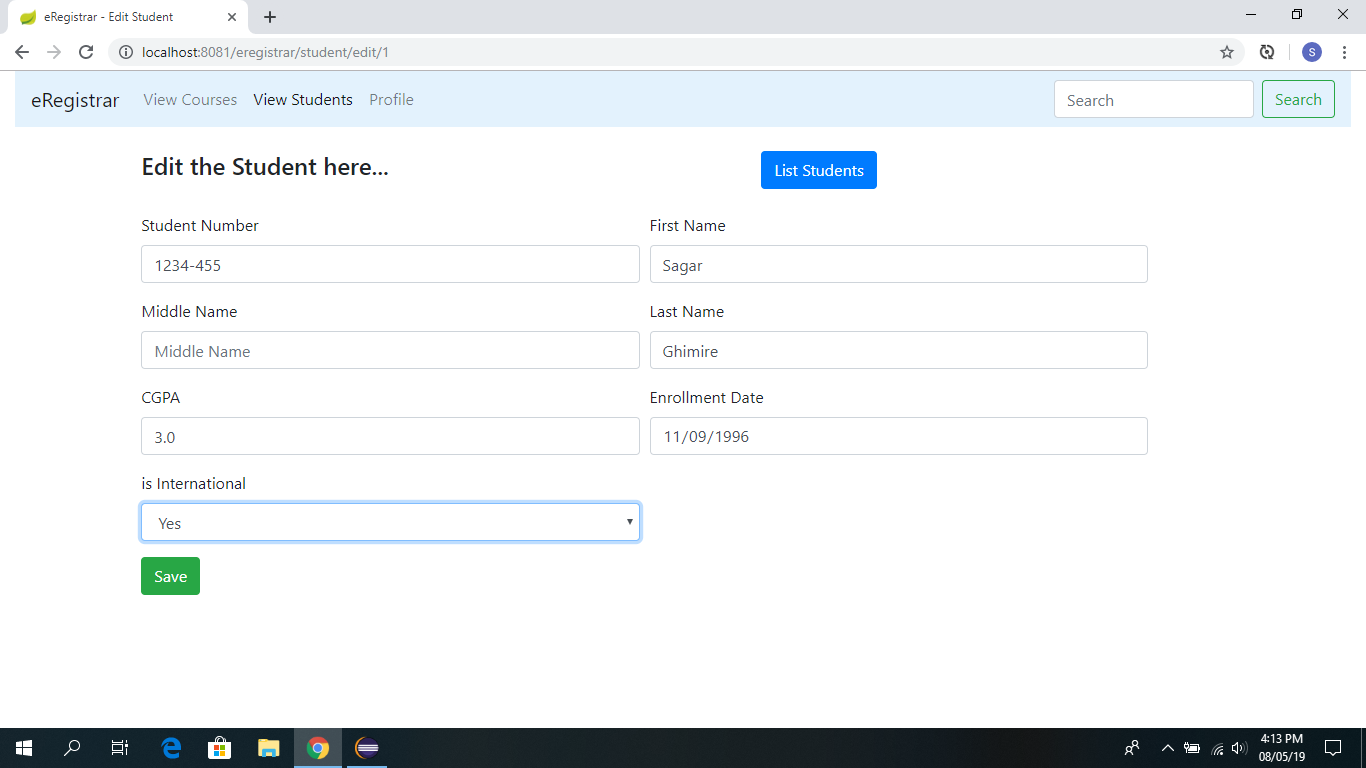 eRegistrar - Edit Student
localhost:8081/eregistrar/student/edit/1
S
eRegistrar View Courses View Students Profile Search Search
Edit the Student here... List Students
Student Number First Name
1234-455 Sagar
Middle Name Last Name
Middle Name Ghimire
CGPA Enrollment Date
3.0 11/09/1996
is International
Yes
Save
4:13 PM
08/05/19